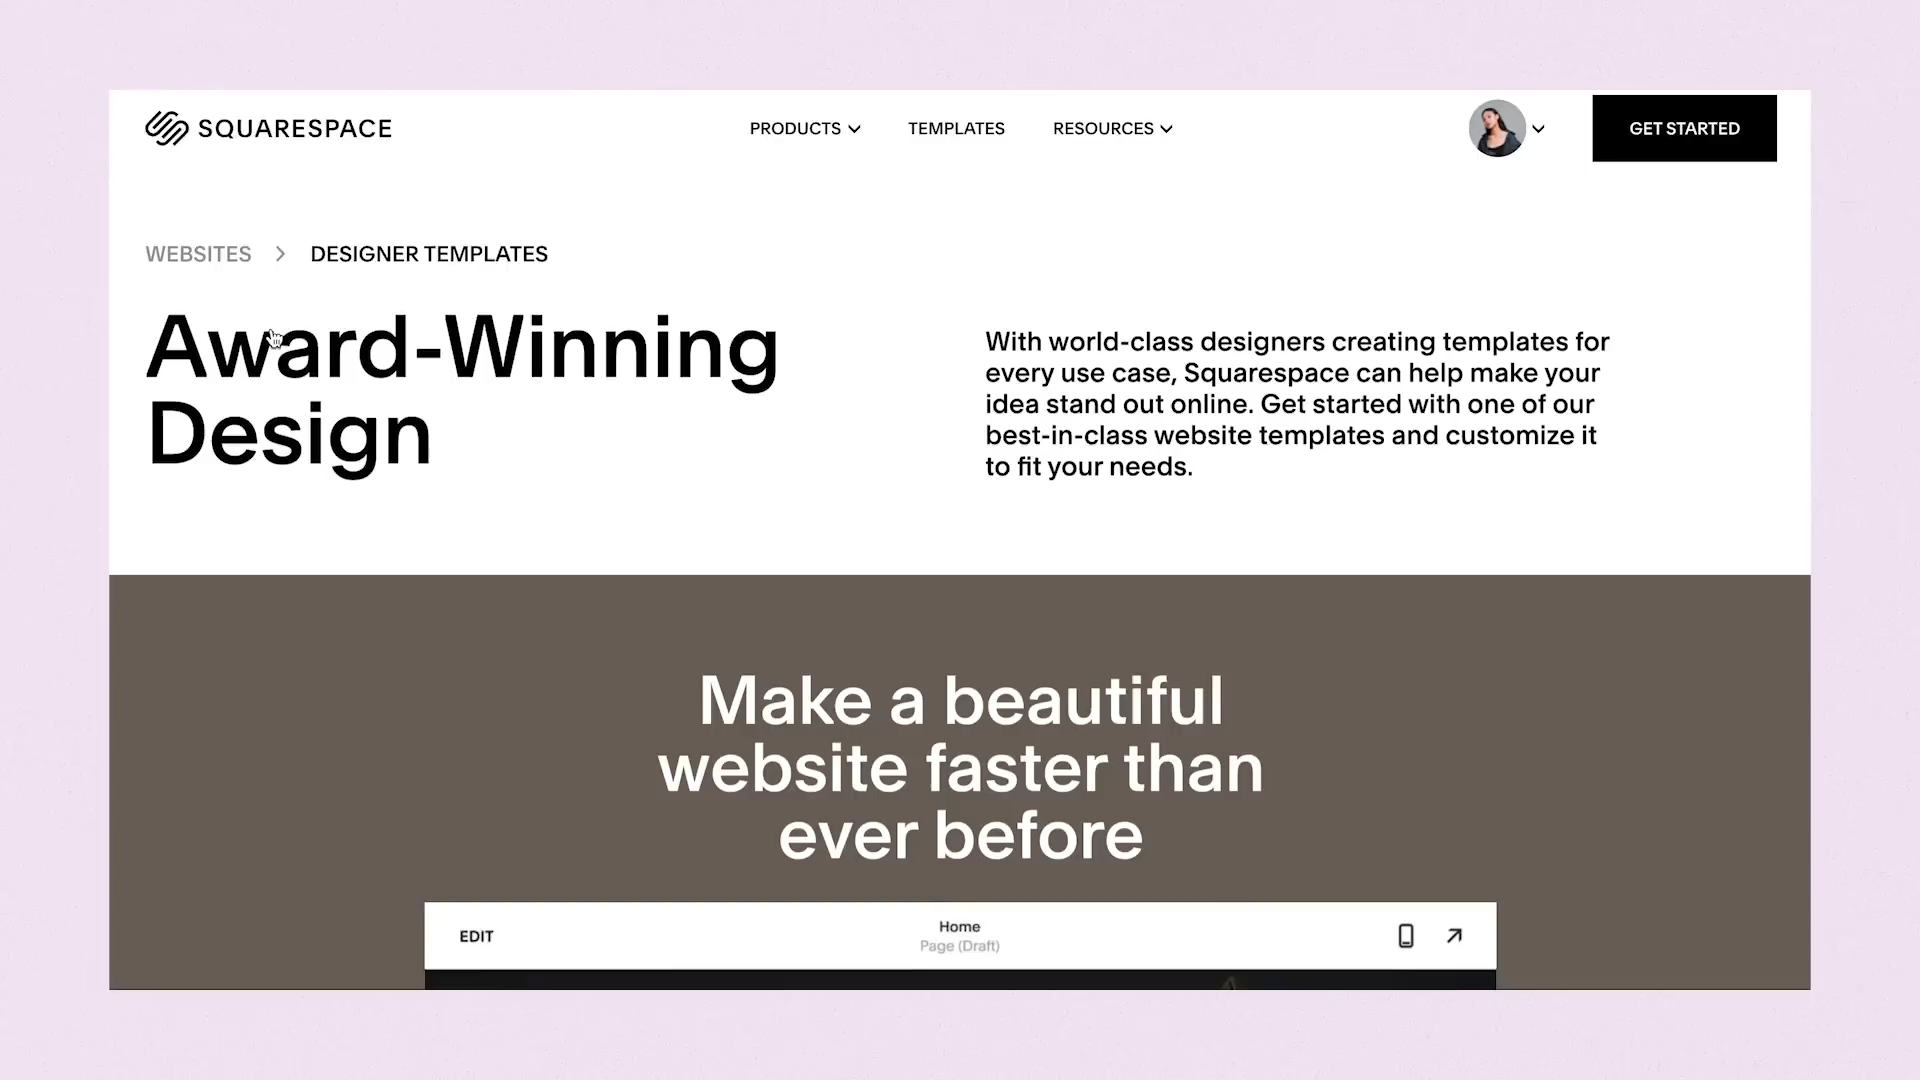 SQUARESPACE
PRODUCTS
TEMPLATES
RESOURCES
GET STARTED
WEBSITES > DESIGNER TEMPLATES
Award-Winning
Design
With world-class designers creating templates for
every use case, Squarespace can help make your
idea stand out online. Get started with one of our
best-in-class website templates and customize it
to fit your needs.
Make a beautiful
website faster than
ever before
EDIT
Home
Page (Draft)